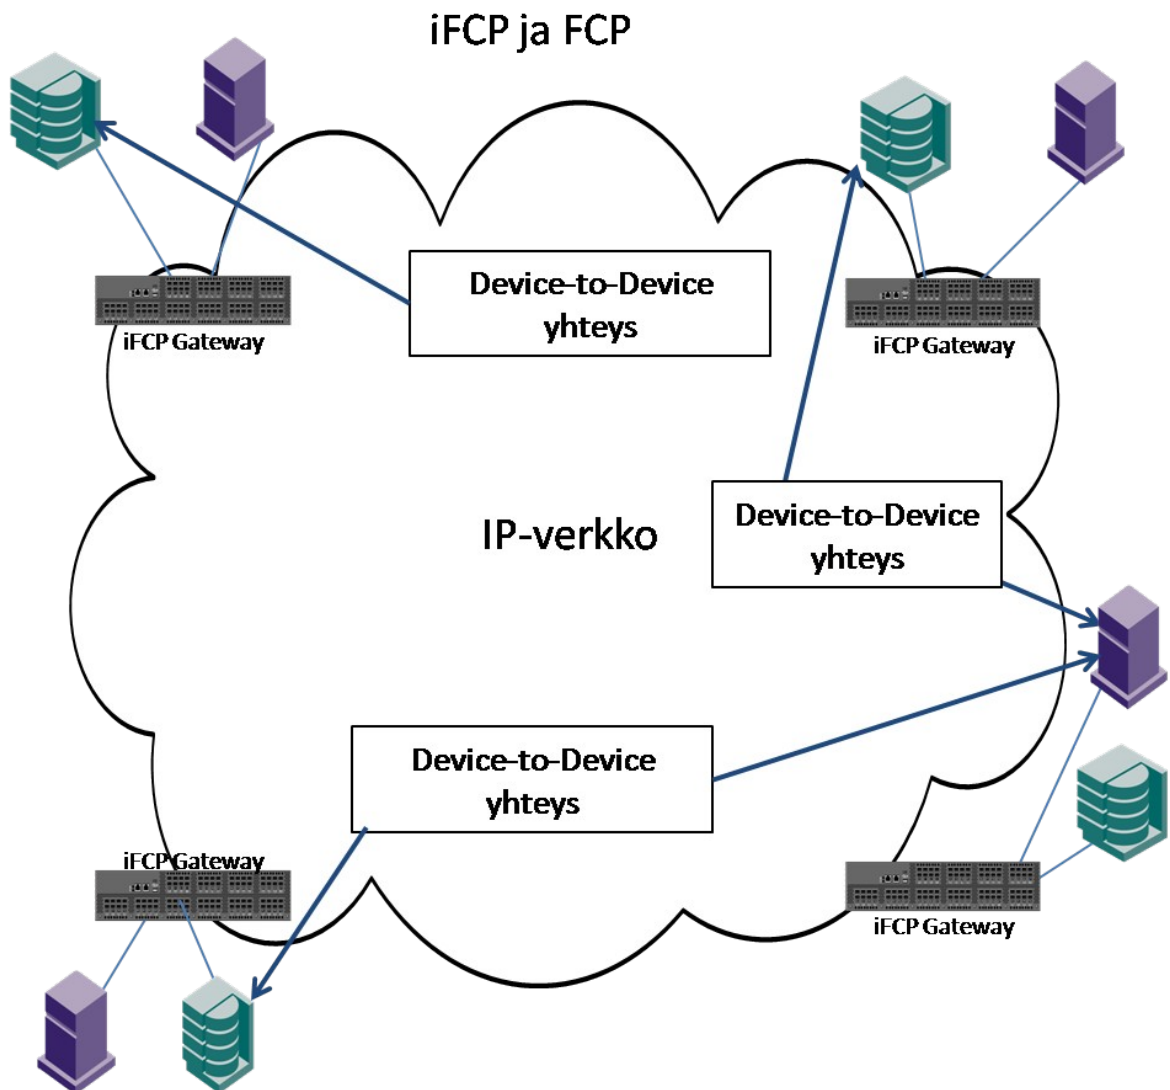 iFCP ja FCP
Device-to-Device
yhteys
iFCP Gateway
iFCP Gateway
Device-to-Device
yhteys
IP-verkko
Device-to-Device
yhteys
iFCP Gateway
iFCP Gateway